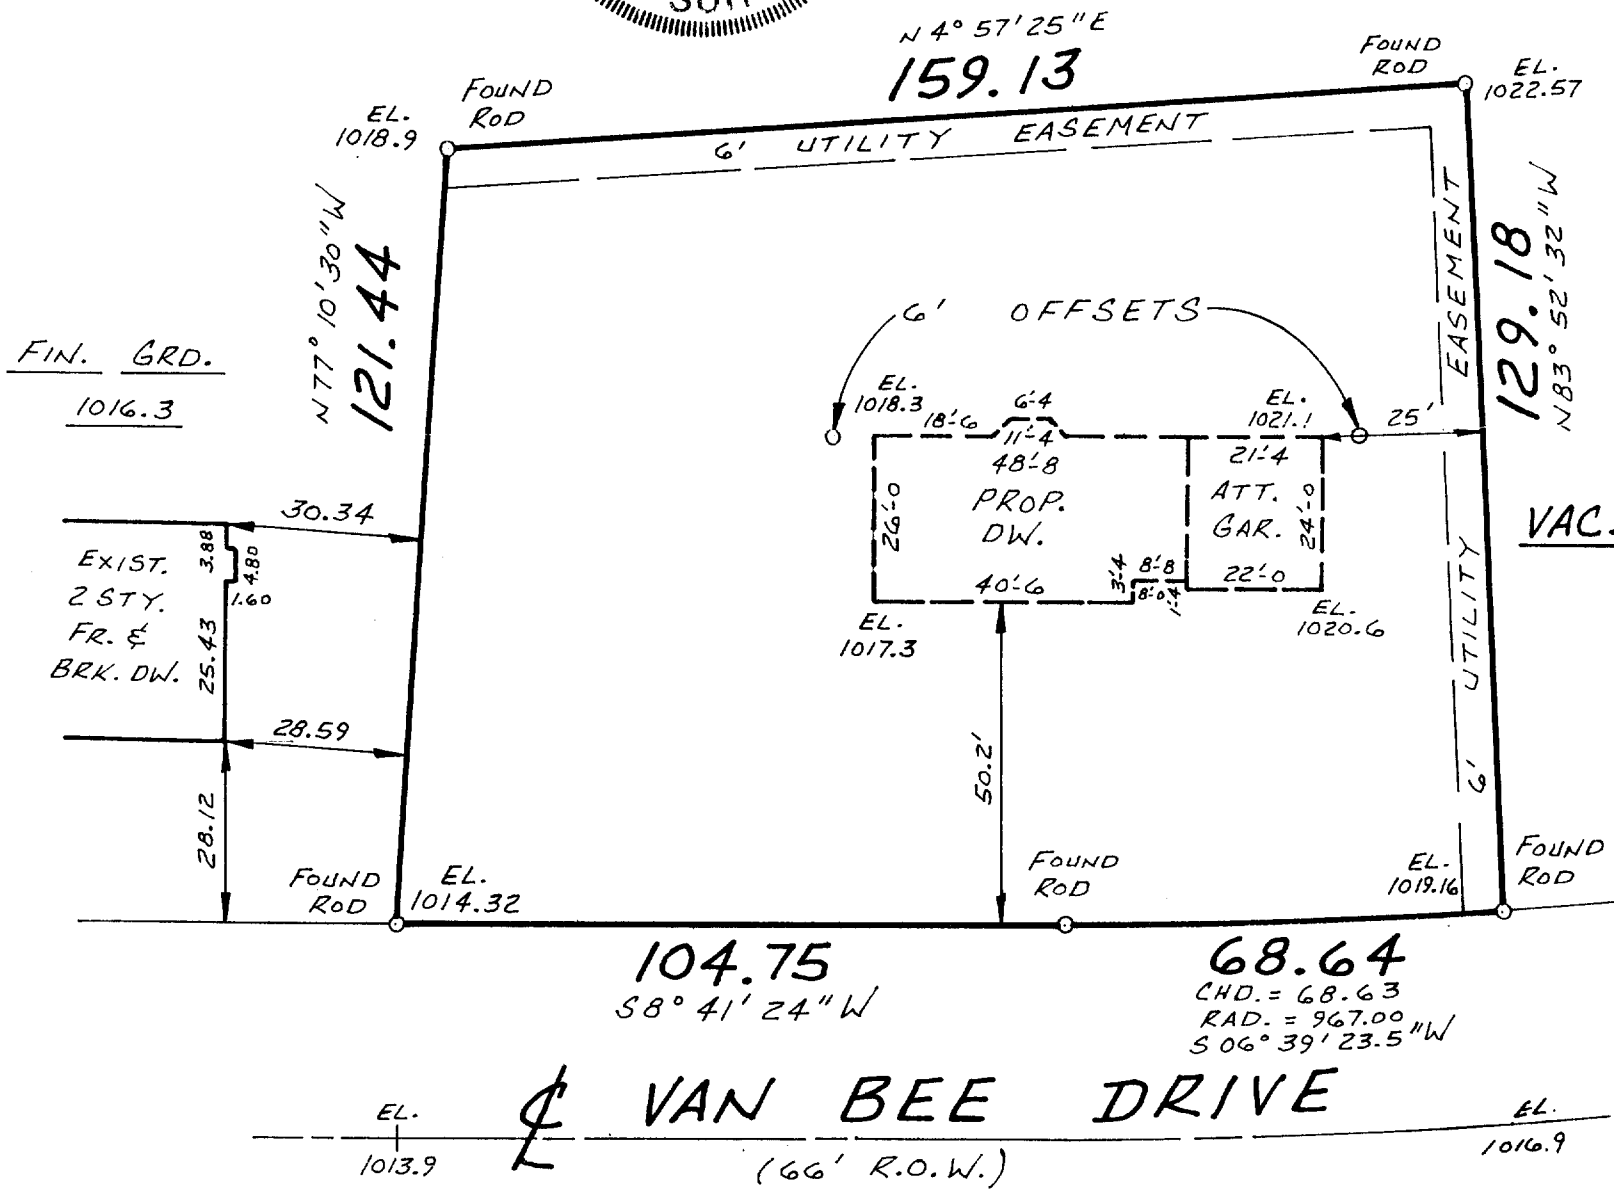 SUR
N 4° 57' 25" E
159.13
FOUND
ROD
EL.
1018.9
FOUND
ROD
EL.
1022.57
6' UTILITY EASEMENT
N 77° 10' 30" W
121.44
6' UTILITY EASEMENT
129.18
N 83° 52' 32" W
6' OFFSETS
FIN. GRD.
1016.3
EL.
1018.3
18'-6
6'-4
11'-4
48'-8
EL.
1021.1
21'-4
25'
26'-0
PROP.
DW.
ATT.
GAR.
24'-0
VAC.
30.34
EXIST.
2 STY.
FR. &
BRK. DW.
3.88
4.80
1.60
25.43
40'-6
3'-4
8'-8
8'-0
1'-4
22'-0
EL.
1017.3
EL.
1020.6
28.59
28.12
50.2'
FOUND
ROD
EL.
1014.32
FOUND
ROD
EL.
1019.16
FOUND
ROD
104.75
S 8° 41' 24" W
68.64
CHD. = 68.63
RAD. = 967.00
S 06° 39' 23.5" W
EL.
1013.9
℄ VAN BEE DRIVE
(66' R.O.W.)
EL.
1016.9